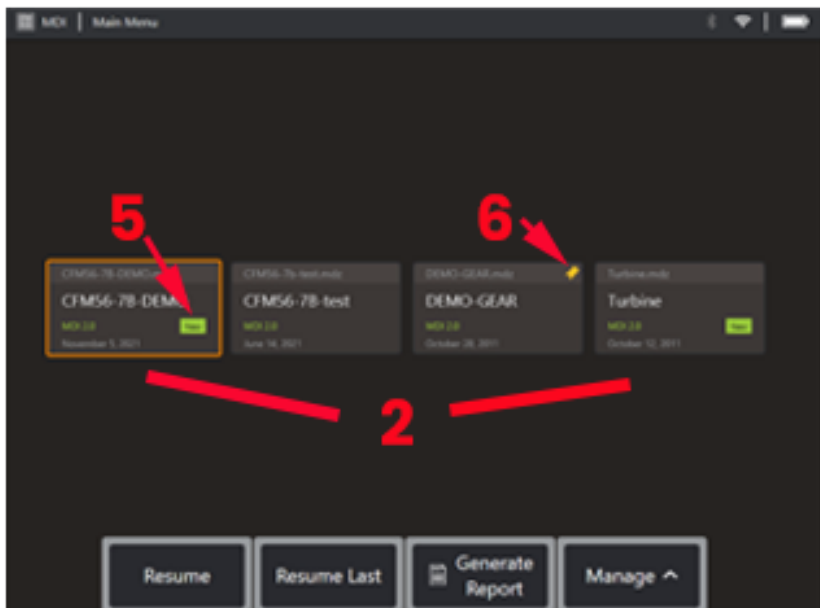 MDI | Main Menu
5
6
CFM56-7B-DEMO.m
CFM56-7b-test.mdz
DEMO-GEAR.mdz
Turbine.mdz
CFM56-7B-DEMO
CFM56-7B-test
DEMO-GEAR
Turbine
MDI 2.0
New
MDI 2.0
MDI 2.0
MDI 2.0
New
November 5, 2021
June 14, 2021
October 28, 2011
October 12, 2011
2
Resume
Resume Last
Generate
Report
Manage